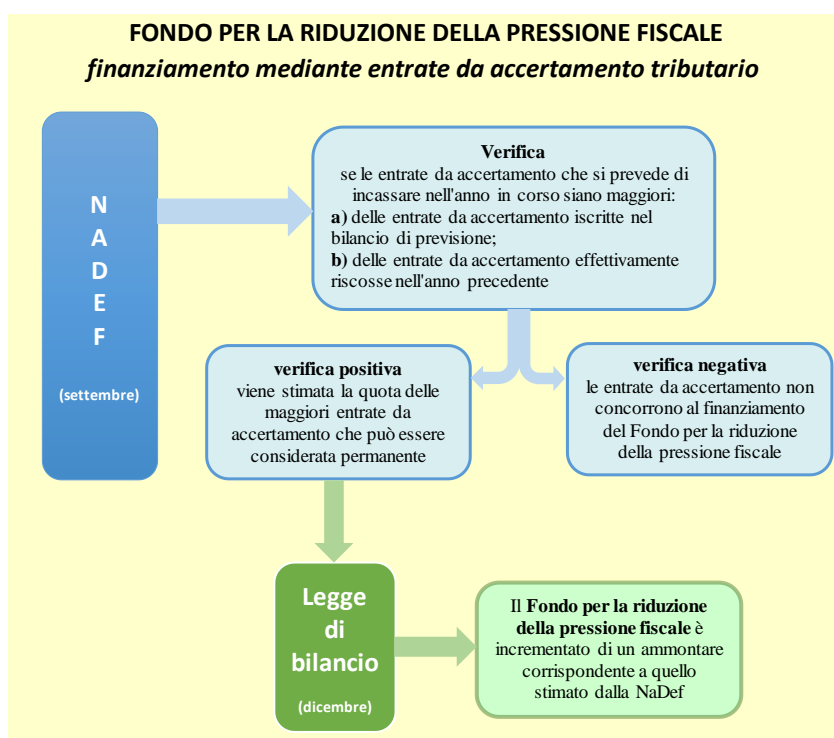 FONDO PER LA RIDUZIONE DELLA PRESSIONE FISCALE
finanziamento mediante entrate da accertamento tributario
N
A
D
E
F
(settembre)
Verifica
se le entrate da accertamento che si prevede di
incassare nell'anno in corso siano maggiori:
a) delle entrate da accertamento iscritte nel
bilancio di previsione;
b) delle entrate da accertamento effettivamente
riscosse nell'anno precedente
verifica positiva
viene stimata la quota delle
maggiori entrate da
accertamento che può essere
considerata permanente
verifica negativa
le entrate da accertamento non
concorrono al finanziamento
del Fondo per la riduzione
della pressione fiscale
Legge
di
bilancio
(dicembre)
Il Fondo per la riduzione
della pressione fiscale è
incrementato di un ammontare
corrispondente a quello
stimato dalla NaDef